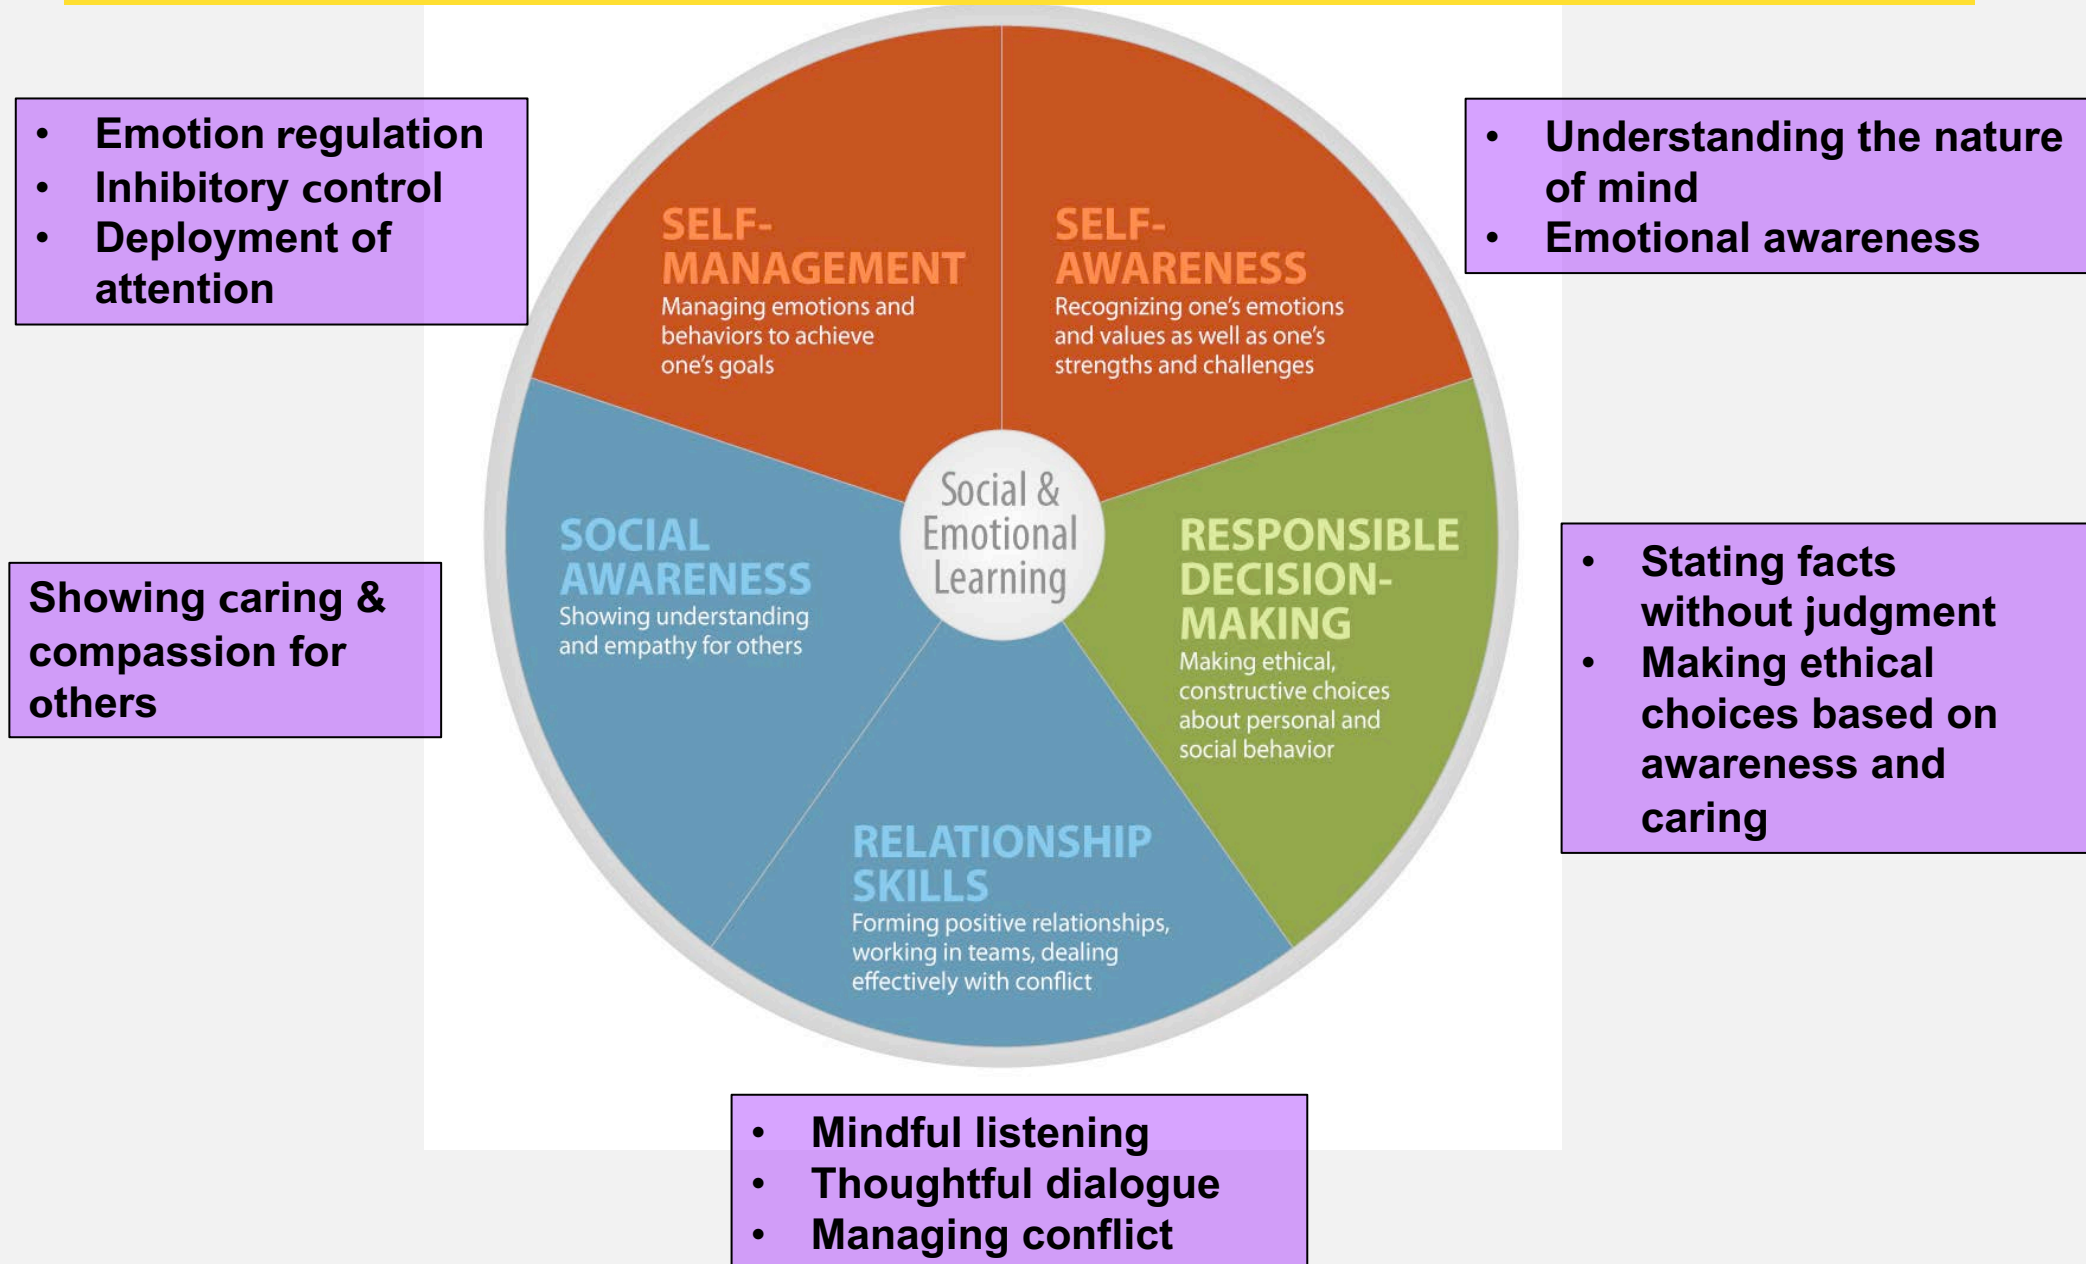 • Emotion regulation
• Inhibitory control
• Deployment of
attention
SELF-
MANAGEMENT
Managing emotions and
behaviors to achieve
one's goals
SELF-
AWARENESS
Recognizing one's emotions
and values as well as one's
strengths and challenges
• Understanding the nature
of mind
• Emotional awareness
Showing caring &
compassion for
others
SOCIAL
AWARENESS
Showing understanding
and empathy for others
Social &
Emotional
Learning
RESPONSIBLE
DECISION-
MAKING
Making ethical,
constructive choices
about personal and
social behavior
• Stating facts
without judgment
• Making ethical
choices based on
awareness and
caring
RELATIONSHIP
SKILLS
Forming positive relationships,
working in teams, dealing
effectively with conflict
• Mindful listening
• Thoughtful dialogue
• Managing conflict